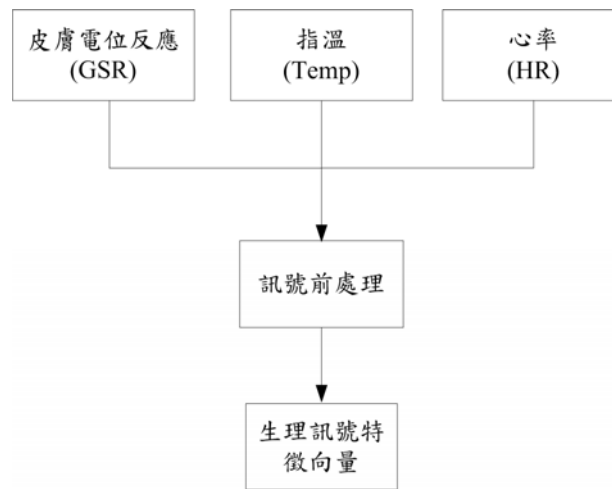 皮膚電位反應
(GSR)
指溫
(Temp)
心率
(HR)
訊號前處理
生理訊號特
徵向量